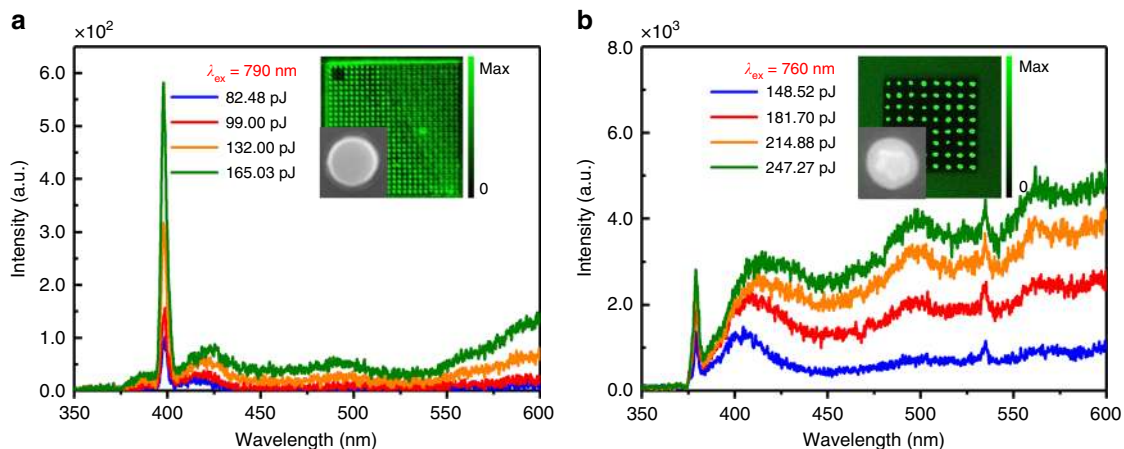 a
×10²
6.0
5.0
4.0
3.0
2.0
1.0
0.0
350
400
450
500
550
600
Wavelength (nm)
Intensity (a.u.)
λex = 790 nm
82.48 pJ
99.00 pJ
132.00 pJ
165.03 pJ
Max
0
b
×10³
8.0
6.0
4.0
2.0
0.0
350
400
450
500
550
600
Wavelength (nm)
Intensity (a.u.)
λex = 760 nm
148.52 pJ
181.70 pJ
214.88 pJ
247.27 pJ
Max
0